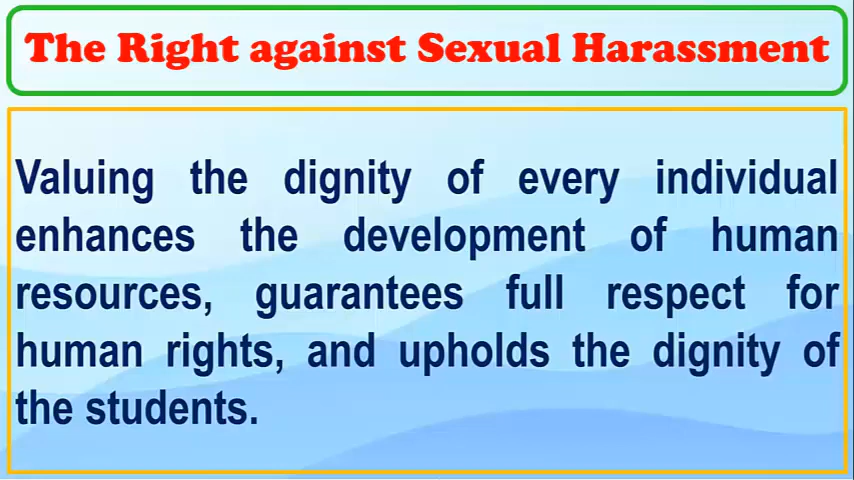 The Right against Sexual Harassment
Valuing the dignity of every individual
enhances the development of human
resources, guarantees full respect for
human rights, and upholds the dignity of
the students.